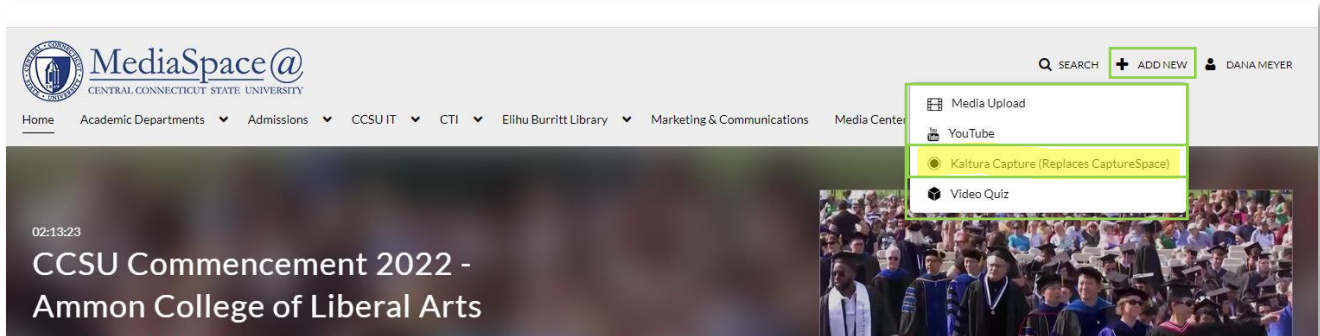 MediaSpace@
CENTRAL CONNECTICUT STATE UNIVERSITY
SEARCH ADD NEW DANA MEYER
Home Academic Departments Admissions CCSU IT CTI Elihu Burritt Library Marketing & Communications Media Center
Media Upload
YouTube
Kaltura Capture (Replaces CaptureSpace)
Video Quiz
02:13:23
CCSU Commencement 2022 -
Ammon College of Liberal Arts